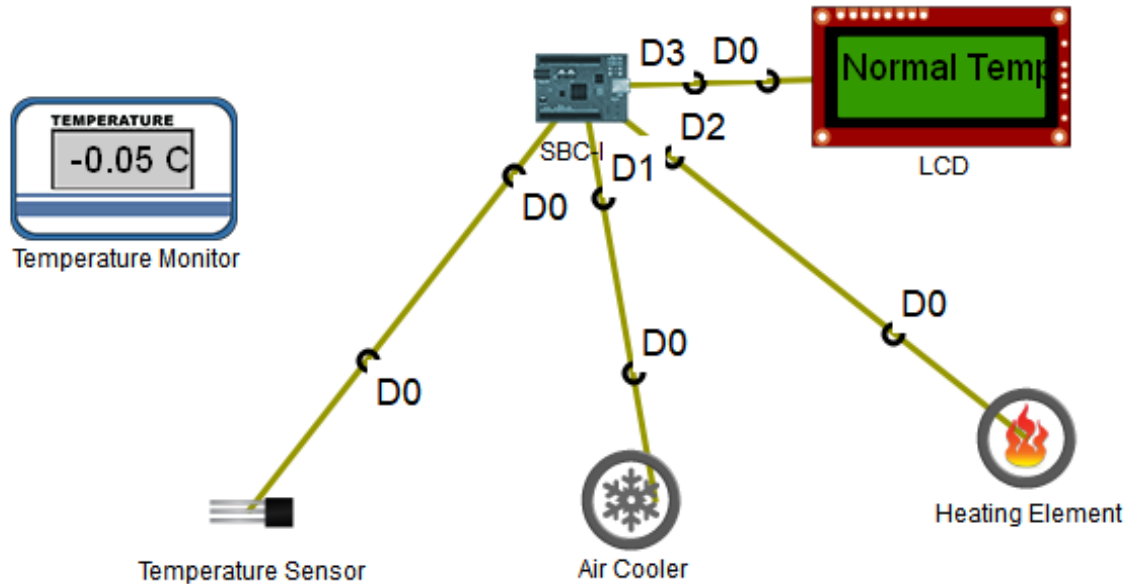 D3
D0
Normal Temp
LCD
TEMPERATURE
-0.05 C
Temperature Monitor
SBC-I
D2
D1
D0
D0
D0
D0
Temperature Sensor
Air Cooler
Heating Element